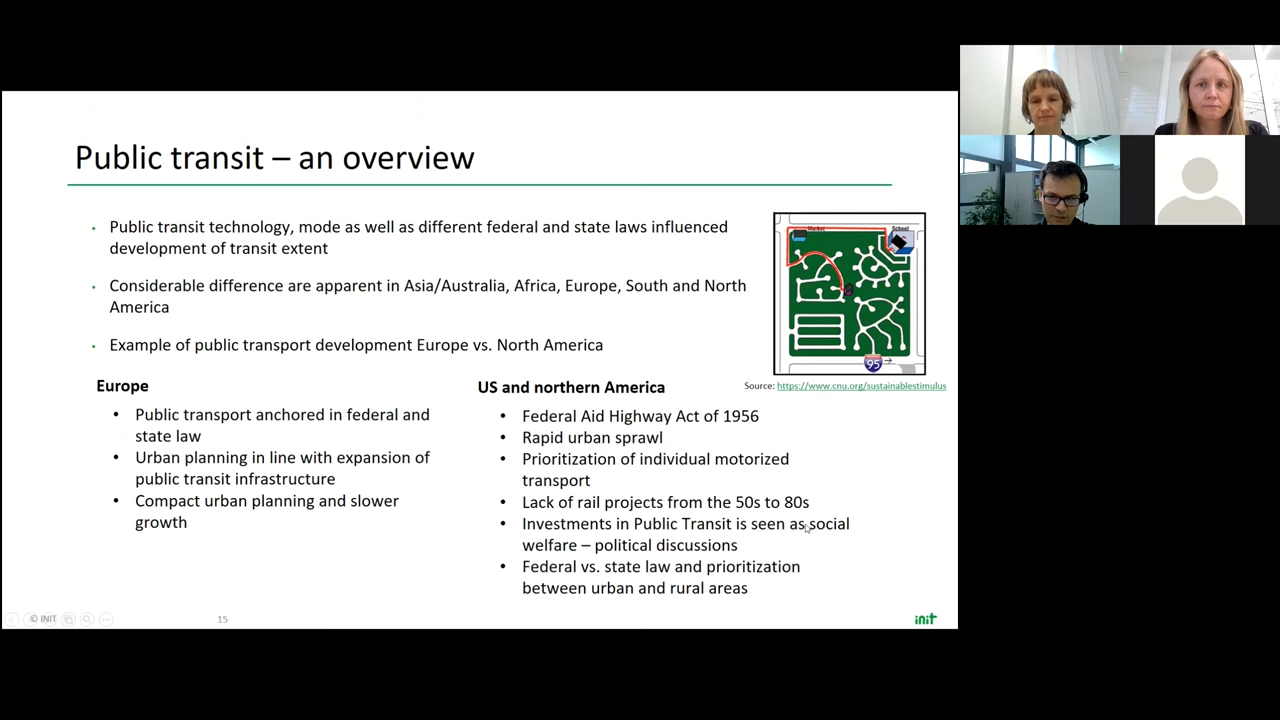 Public transit – an overview
Public transit technology, mode as well as different federal and state laws influenced
development of transit extent
Considerable difference are apparent in Asia/Australia, Africa, Europe, South and North
America
Example of public transport development Europe vs. North America
Market
School
95
Source: https://www.cnu.org/sustainablestimulus
Europe
Public transport anchored in federal and
state law
Urban planning in line with expansion of
public transit infrastructure
Compact urban planning and slower
growth
US and northern America
Federal Aid Highway Act of 1956
Rapid urban sprawl
Prioritization of individual motorized
transport
Lack of rail projects from the 50s to 80s
Investments in Public Transit is seen as social
welfare – political discussions
Federal vs. state law and prioritization
between urban and rural areas
© INIT
15
init